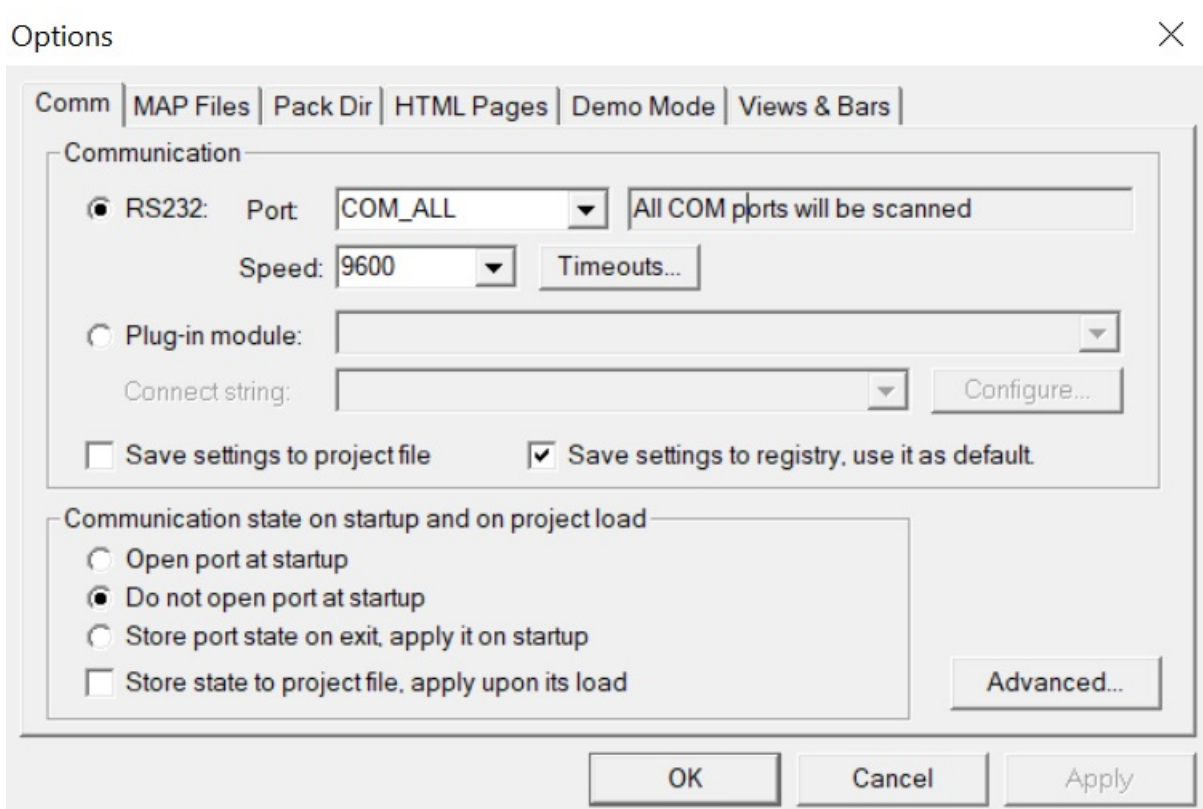 Options
Comm MAP Files Pack Dir HTML Pages Demo Mode Views & Bars
Communication
RS232: Port: COM_ALL All COM ports will be scanned
Speed: 9600 Timeouts...
Plug-in module:
Connect string: Configure...
Save settings to project file Save settings to registry, use it as default.
Communication state on startup and on project load
Open port at startup
Do not open port at startup
Store port state on exit, apply it on startup
Store state to project file, apply upon its load
Advanced...
OK Cancel Apply